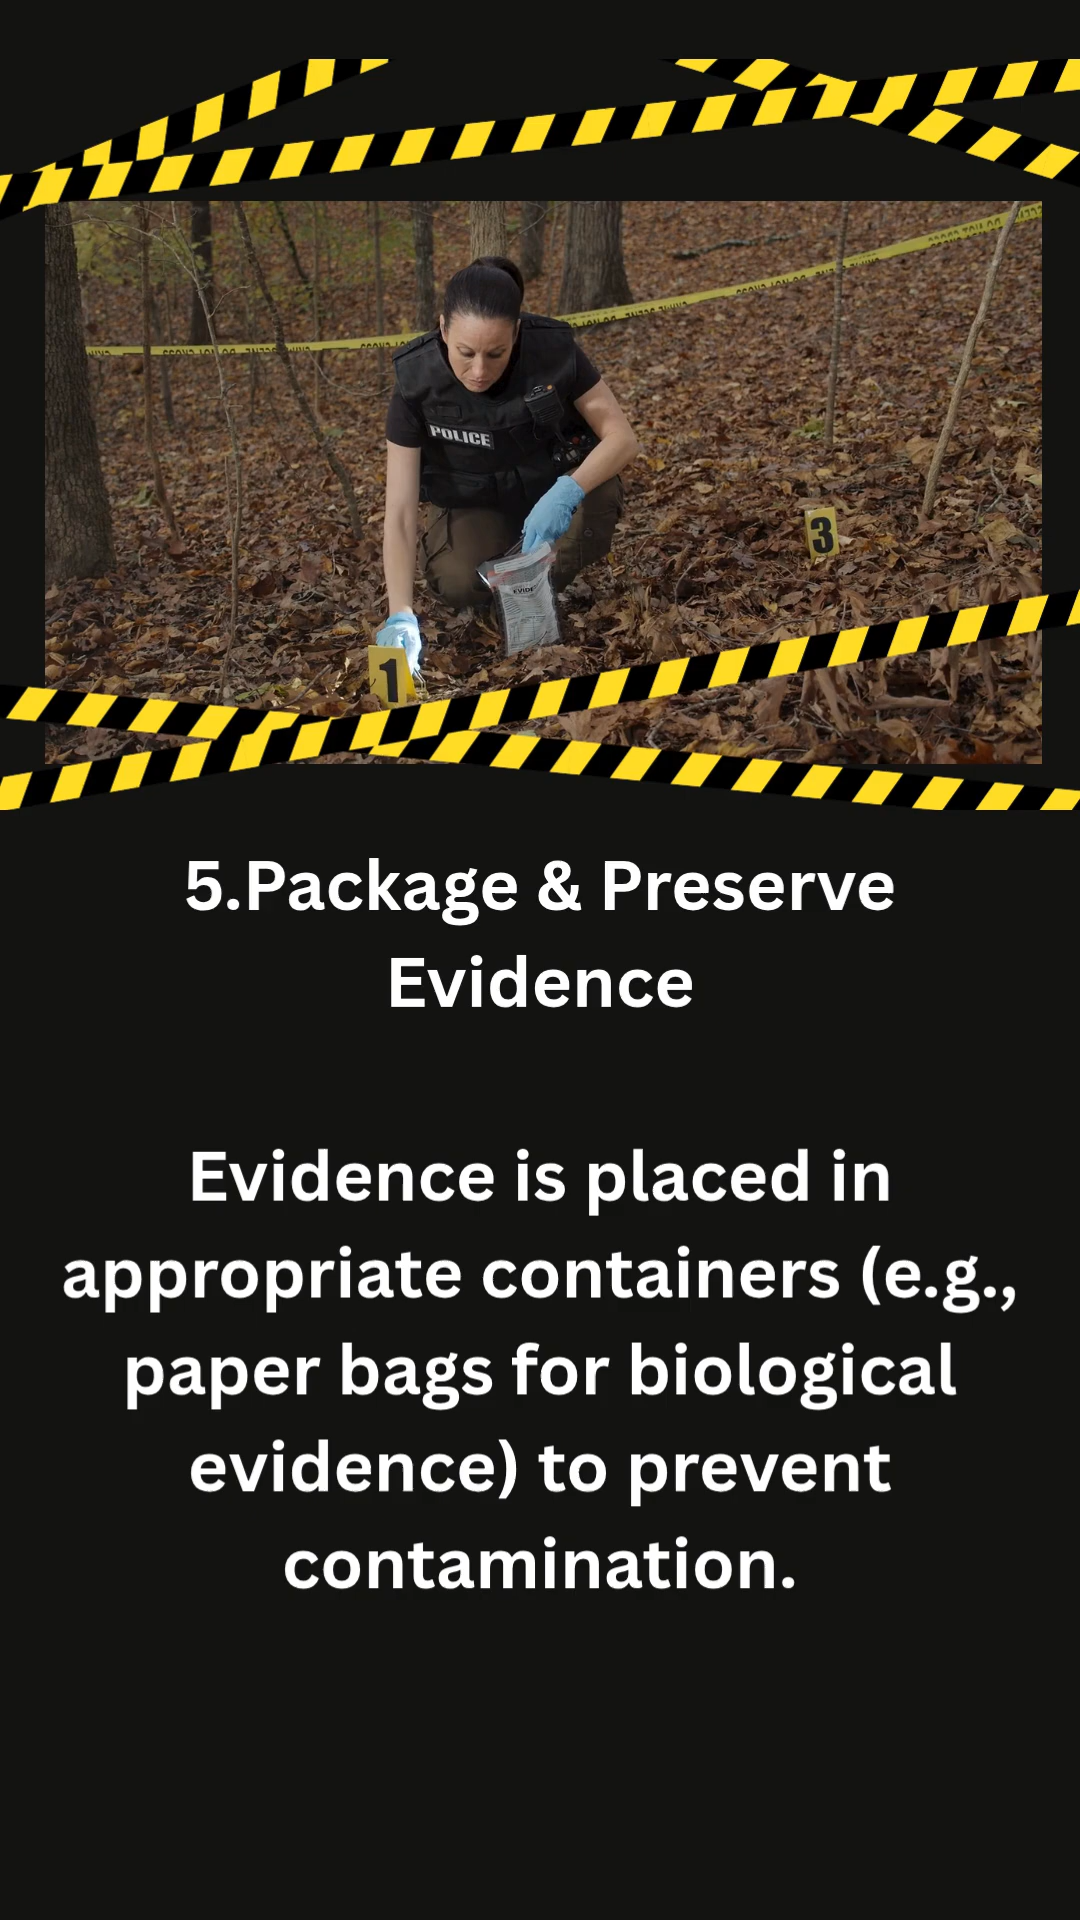 POLICE
3
1
5.Package & Preserve
Evidence
Evidence is placed in
appropriate containers (e.g.,
paper bags for biological
evidence) to prevent
contamination.